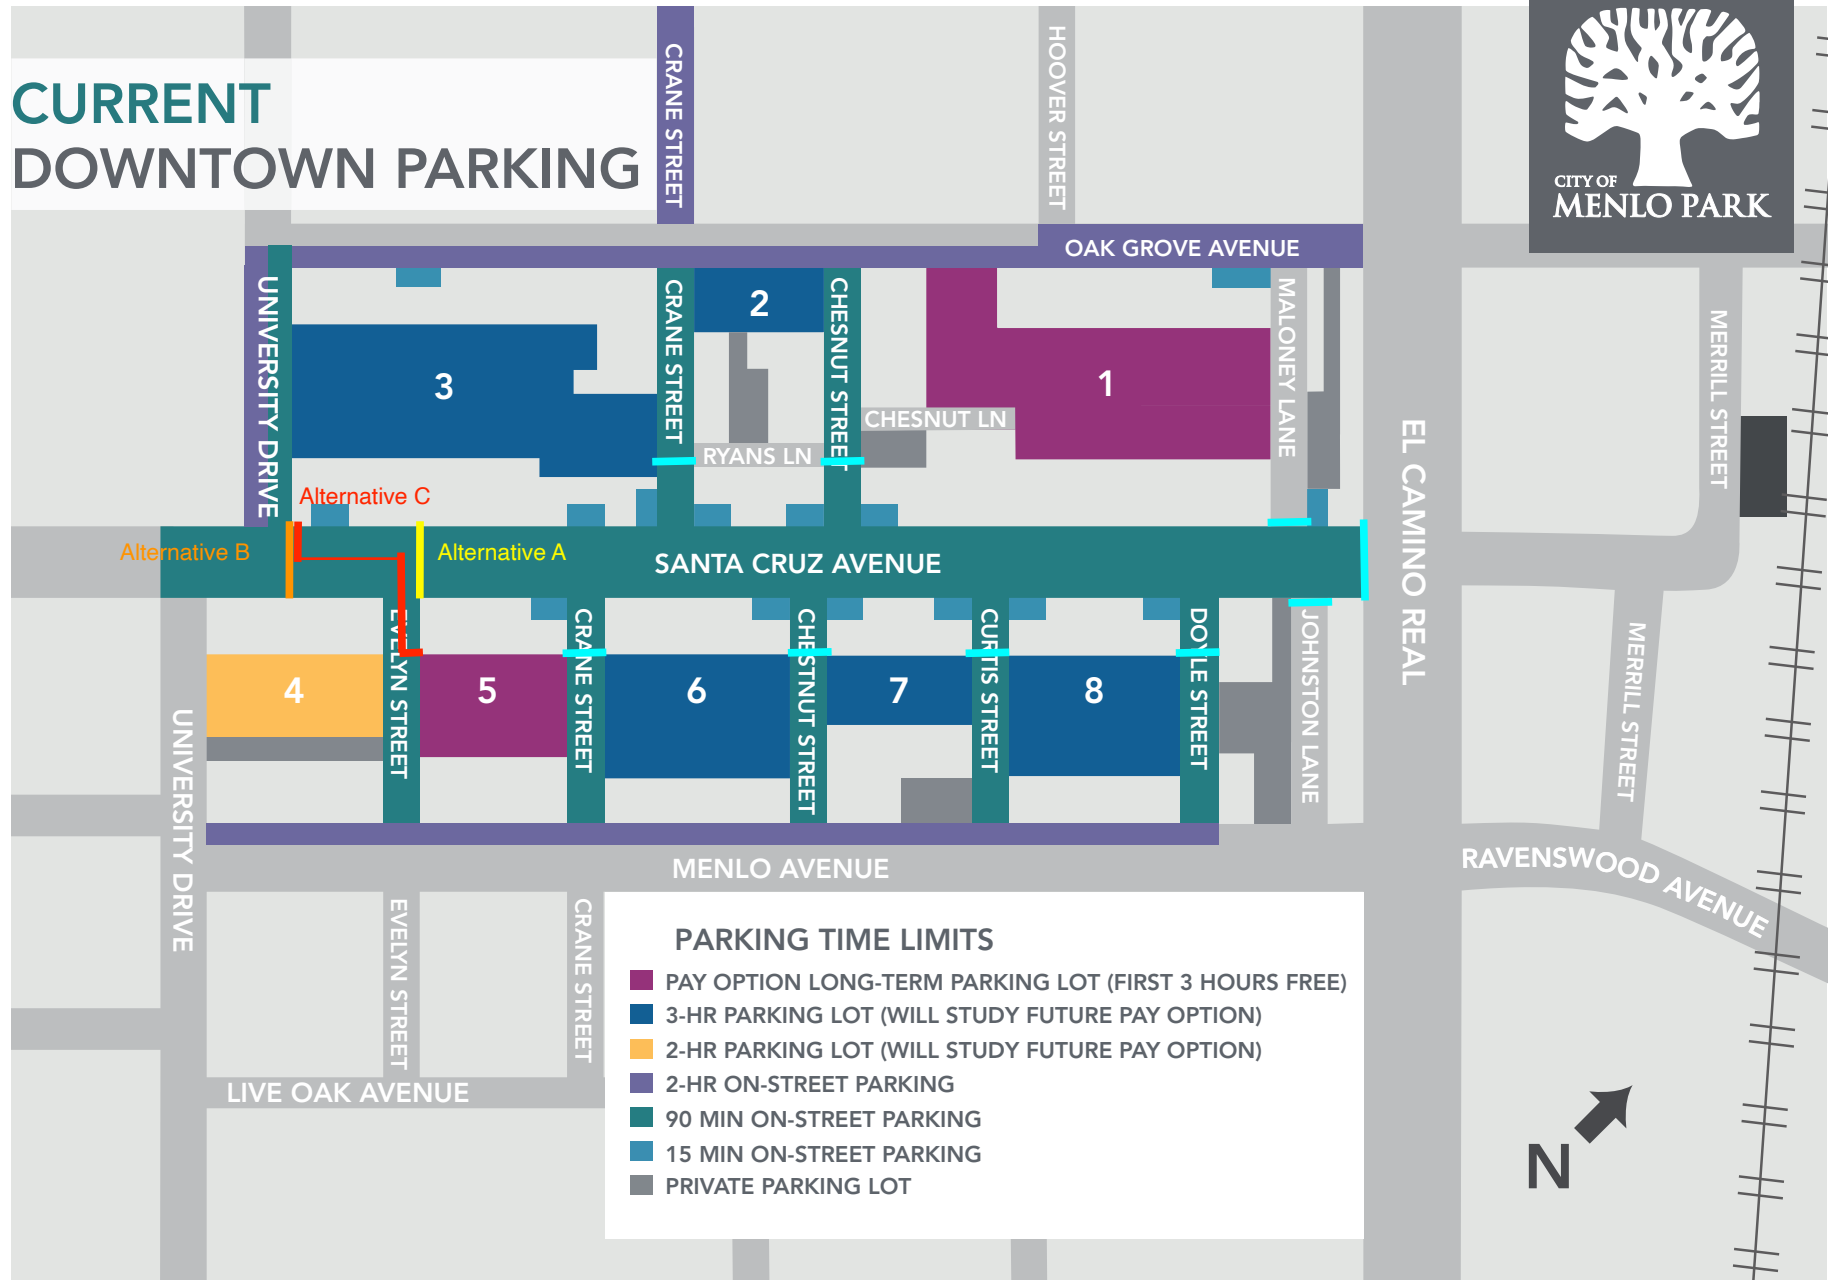 CURRENT
DOWNTOWN PARKING
CRANE STREET
HOOVER STREET
CITY OF
MENLO PARK
OAK GROVE AVENUE
UNIVERSITY DRIVE
CRANE STREET
2
CHESNUT STREET
MALONEY LANE
MERRILL STREET
3
1
CHESNUT LN
RYANS LN
EL CAMINO REAL
Alternative C
Alternative B
Alternative A
SANTA CRUZ AVENUE
EVELYN STREET
CRANE STREET
CHESTNUT STREET
CURTIS STREET
DOYLE STREET
JOHNSTON LANE
MERRILL STREET
4
5
6
7
8
UNIVERSITY DRIVE
MENLO AVENUE
RAVENSWOOD AVENUE
EVELYN STREET
CRANE STREET
LIVE OAK AVENUE
PARKING TIME LIMITS
PAY OPTION LONG-TERM PARKING LOT (FIRST 3 HOURS FREE)
3-HR PARKING LOT (WILL STUDY FUTURE PAY OPTION)
2-HR PARKING LOT (WILL STUDY FUTURE PAY OPTION)
2-HR ON-STREET PARKING
90 MIN ON-STREET PARKING
15 MIN ON-STREET PARKING
PRIVATE PARKING LOT
N